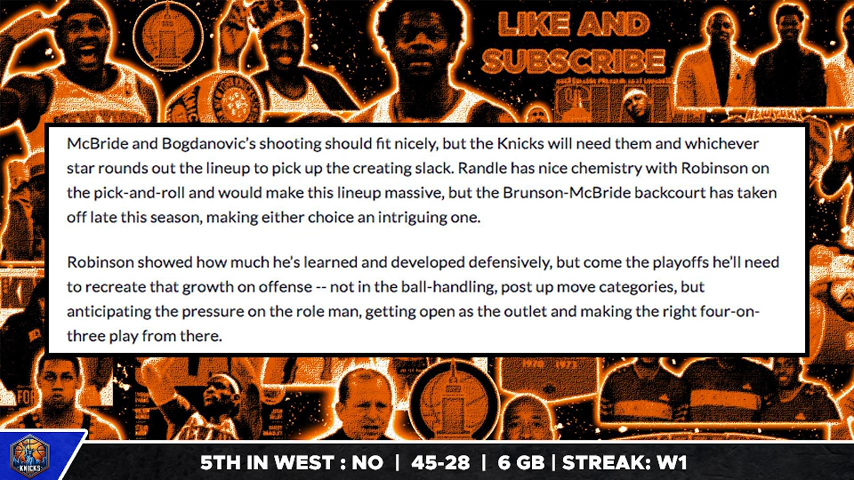 LIKE AND
SUBSCRIBE
McBride and Bogdanovic's shooting should fit nicely, but the Knicks will need them and whichever
star rounds out the lineup to pick up the creating slack. Randle has nice chemistry with Robinson on
the pick-and-roll and would make this lineup massive, but the Brunson-McBride backcourt has taken
off late this season, making either choice an intriguing one.
Robinson showed how much he's learned and developed defensively, but come the playoffs he'll need
to recreate that growth on offense -- not in the ball-handling, post up move categories, but
anticipating the pressure on the role man, getting open as the outlet and making the right four-on-
three play from there.
1970 1973
KNICKS
5TH IN WEST : NO | 45-28 | 6 GB | STREAK: W1